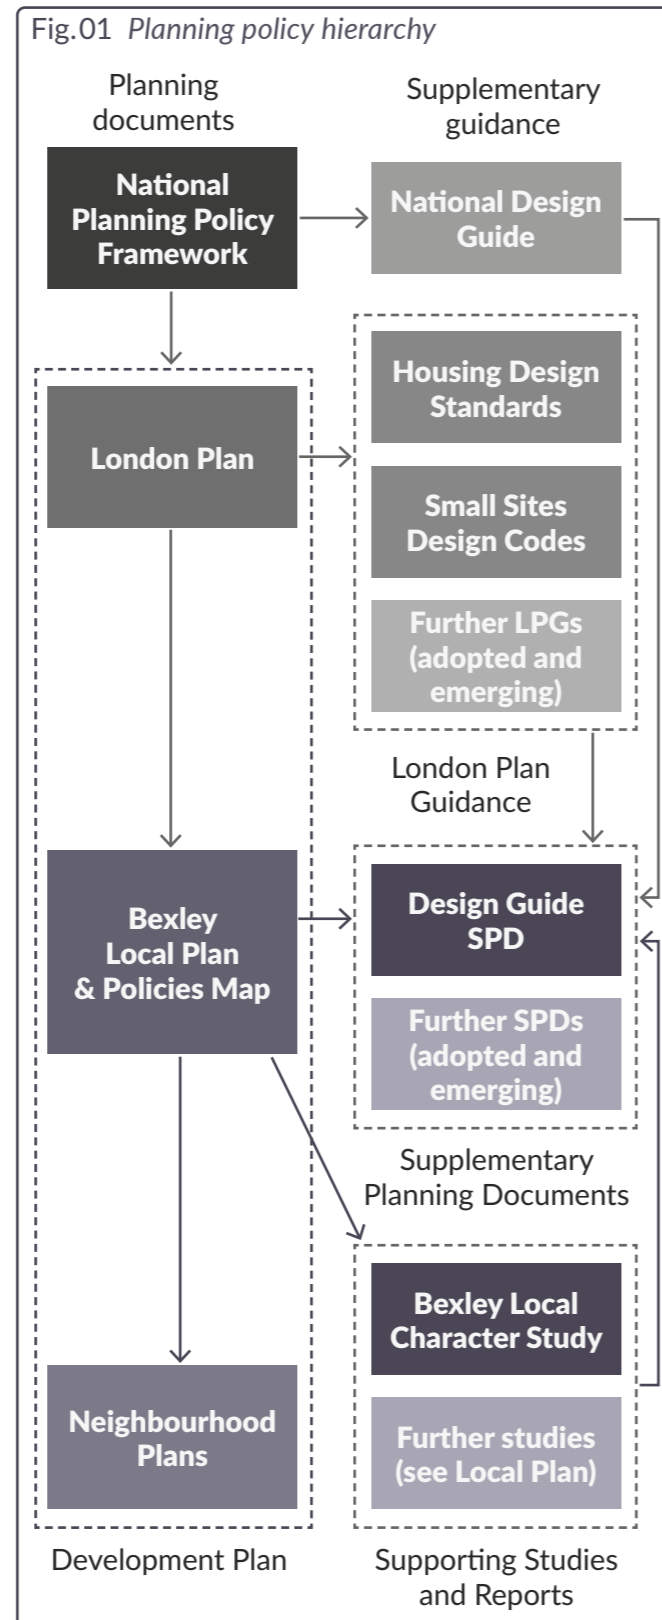 Fig.01 Planning policy hierarchy
Planning
documents
Supplementary
guidance
National
Planning Policy
Framework
National Design
Guide
Housing Design
Standards
London Plan
Small Sites
Design Codes
Further LPGs
(adopted and
emerging)
London Plan
Guidance
Bexley
Local Plan
& Policies Map
Design Guide
SPD
Further SPDs
(adopted and
emerging)
Supplementary
Planning Documents
Bexley Local
Character Study
Neighbourhood
Plans
Further studies
(see Local Plan)
Development Plan
Supporting Studies
and Reports